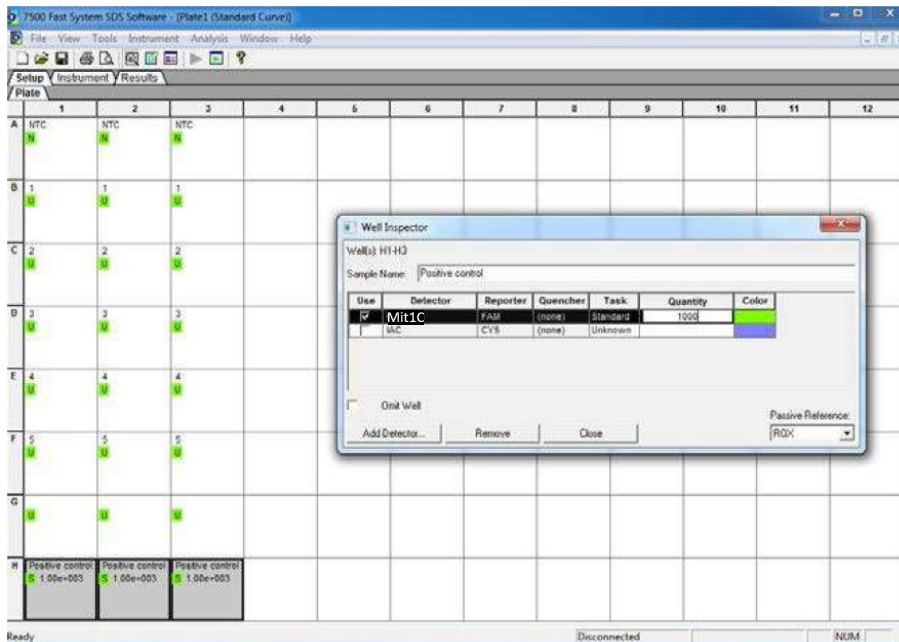 7500 Fast System SDS Software - [Plate1 (Standard Curve)]
File View Tools Instrument Analysis Window Help
Setup Instrument Results
Plate
1 2 3 4 5 6 7 8 9 10 11 12
A NTC NTC NTC
N N N
B 1 1 1
U U U
C 2 2 2
U U U
D 3 3 3
U U U
E 4 4 4
U U U
F 5 5 5
U U U
G
U U U
H Positive control Positive control Positive control
S 1.00e+003 S 1.00e+003 S 1.00e+003
Well Inspector
Well(s): H1-H3
Sample Name: Positive control
Use Detector Reporter Quencher Task Quantity Color
Mit1C FAM (none) Standard 1000
IAC CY5 (none) Unknown
Omit Well
Passive Reference:
Add Detector... Remove Close ROX
Ready Disconnected NUM